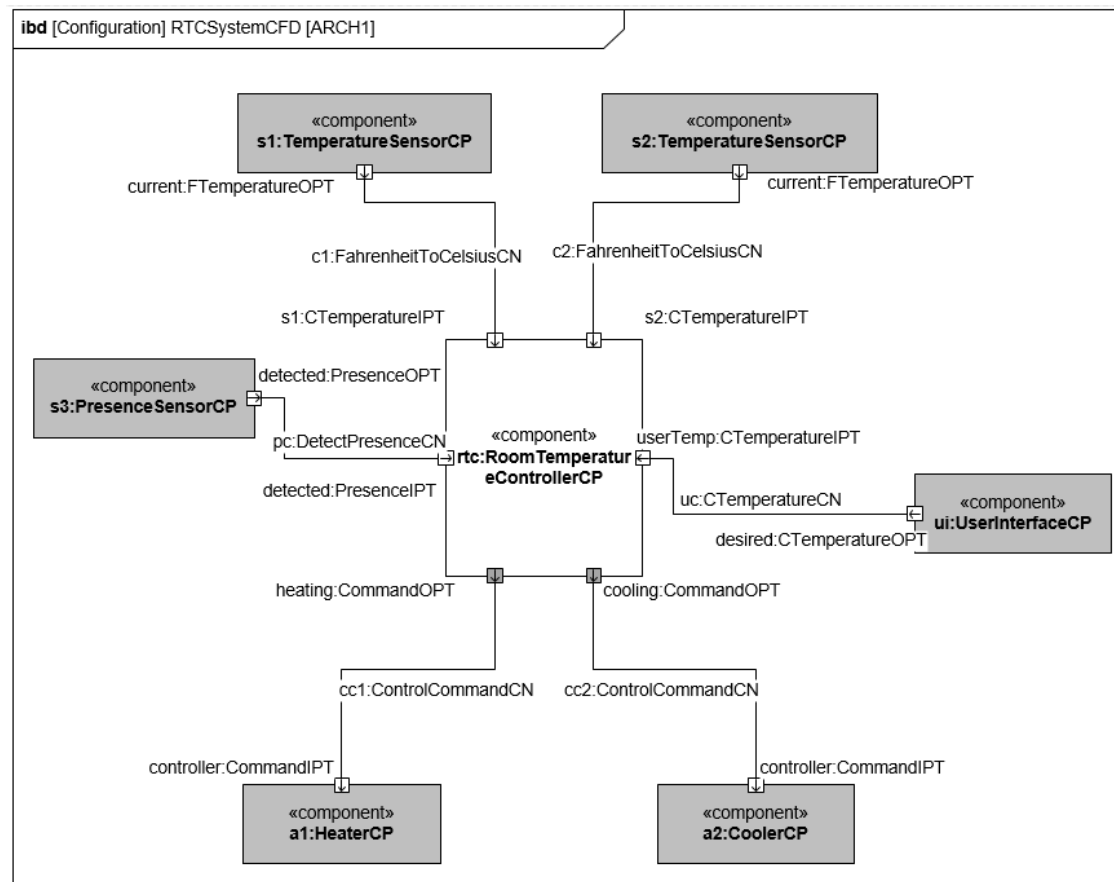 ibd [Configuration] RTCSystemCFD [ARCH1]
«component»
s1:TemperatureSensorCP
«component»
s2:TemperatureSensorCP
current:FTemperatureOPT
current:FTemperatureOPT
c1:FahrenheitToCelsiusCN
c2:FahrenheitToCelsiusCN
s1:CTemperatureIPT
s2:CTemperatureIPT
«component»
s3:PresenceSensorCP
detected:PresenceOPT
pc:DetectPresenceCN
detected:PresenceIPT
«component»
rtc:RoomTemperatur
eControllerCP
userTemp:CTemperatureIPT
uc:CTemperatureCN
desired:CTemperatureOPT
«component»
ui:UserInterfaceCP
heating:CommandOPT
cooling:CommandOPT
cc1:ControlCommandCN
cc2:ControlCommandCN
controller:CommandIPT
controller:CommandIPT
«component»
a1:HeaterCP
«component»
a2:CoolerCP